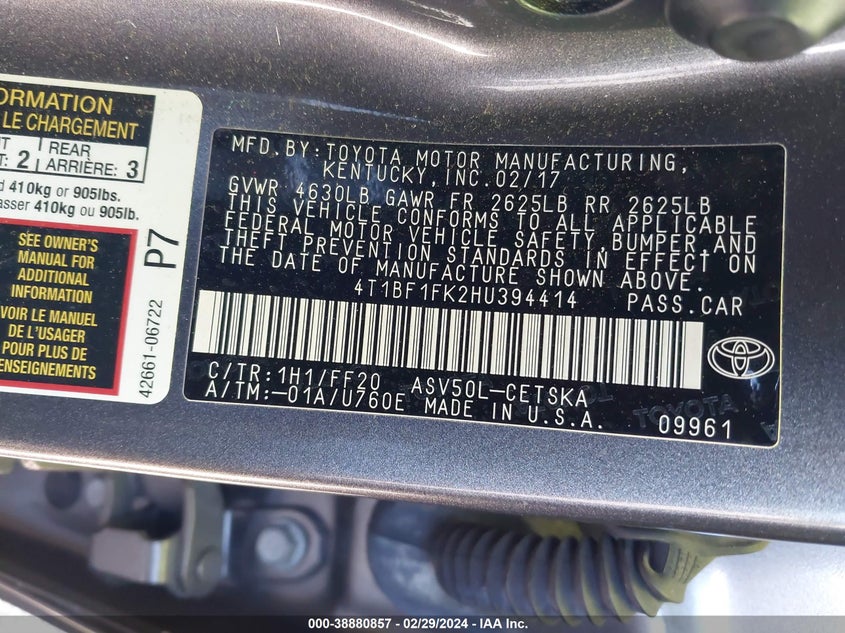 ORMATION
LE CHARGEMENT
2 REAR
ARRIÈRE: 3
410kg or 905lbs.
asser 410kg ou 905lb.
SEE OWNER'S
MANUAL FOR
ADDITIONAL
INFORMATION
VOIR LE MANUEL
DE L'USAGER
POUR PLUS DE
ENSEIGNEMENTS
P7
42661-06722
MFD.BY:TOYOTA MOTOR MANUFACTURING,
KENTUCKY, INC.02/17
GVWR 4630LB GAWR FR 2625LB RR 2625LB
THIS VEHICLE CONFORMS TO ALL APPLICABLE
FEDERAL MOTOR VEHICLE SAFETY,BUMPER,AND
THEFT PREVENTION STANDARDS IN EFFECT ON
THE DATE OF MANUFACTURE SHOWN ABOVE.
4T1BF1FK2HU394414 PASS.CAR
C/TR:1H1/FF20 ASV50L-CETSKA
A/TM:-01A/U760E MADE IN U.S.A.
TOYOTA
09961
000-38880857 - 02/29/2024 - IAA Inc.